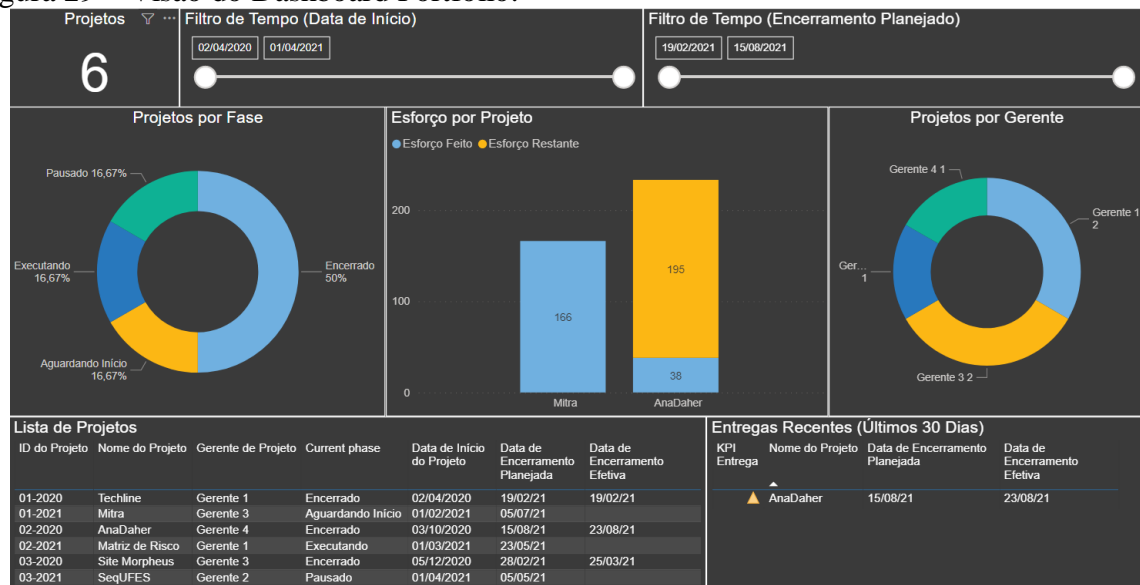 Figura 29 – Visão do Dashboard Portfólio.
Projetos
6
Filtro de Tempo (Data de Início)
02/04/2020 01/04/2021
Filtro de Tempo (Encerramento Planejado)
19/02/2021 15/08/2021
Projetos por Fase
Pausado 16,67%
Executando
16,67%
Encerrado
50%
Aguardando Início
16,67%
Esforço por Projeto
Esforço Feito Esforço Restante
200
100
0
166
195
38
Mitra AnaDaher
Projetos por Gerente
Gerente 4 1
Gerente 1
2
Ger...
1
Gerente 3 2
Lista de Projetos
ID do Projeto Nome do Projeto Gerente de Projeto Current phase Data de Início do Projeto Data de Encerramento Planejada Data de Encerramento Efetiva
01-2020 Techline Gerente 1 Encerrado 02/04/2020 19/02/21 19/02/21
01-2021 Mitra Gerente 3 Aguardando Início 01/02/2021 05/07/21
02-2020 AnaDaher Gerente 4 Encerrado 03/10/2020 15/08/21 23/08/21
02-2021 Matriz de Risco Gerente 1 Executando 01/03/2021 23/05/21
03-2020 Site Morpheus Gerente 3 Encerrado 05/12/2020 28/02/21 25/03/21
03-2021 SeqUFES Gerente 2 Pausado 01/04/2021 05/05/21
Entregas Recentes (Últimos 30 Dias)
KPI Entrega Nome do Projeto Data de Encerramento Planejada Data de Encerramento Efetiva
AnaDaher 15/08/21 23/08/21